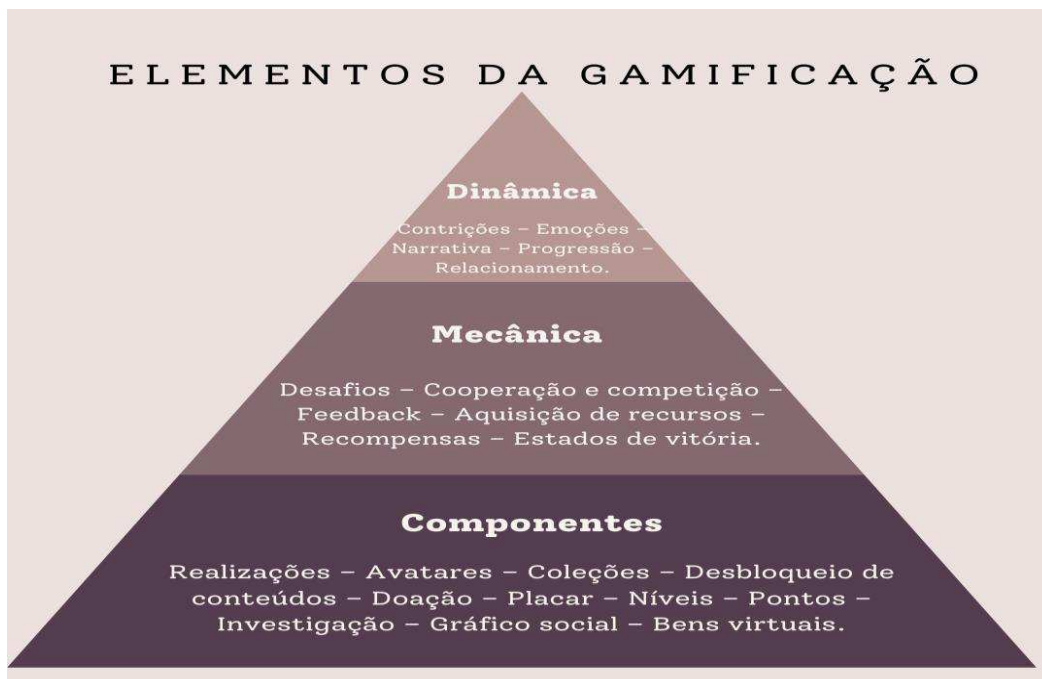 ELEMENTOS DA GAMIFICAÇÃO
Dinâmica
Contrições – Emoções –
Narrativa – Progressão –
Relacionamento.
Mecânica
Desafios – Cooperação e competição –
Feedback – Aquisição de recursos –
Recompensas – Estados de vitória.
Componentes
Realizações – Avatares – Coleções – Desbloqueio de
conteúdos – Doação – Placar – Níveis – Pontos –
Investigação – Gráfico social – Bens virtuais.